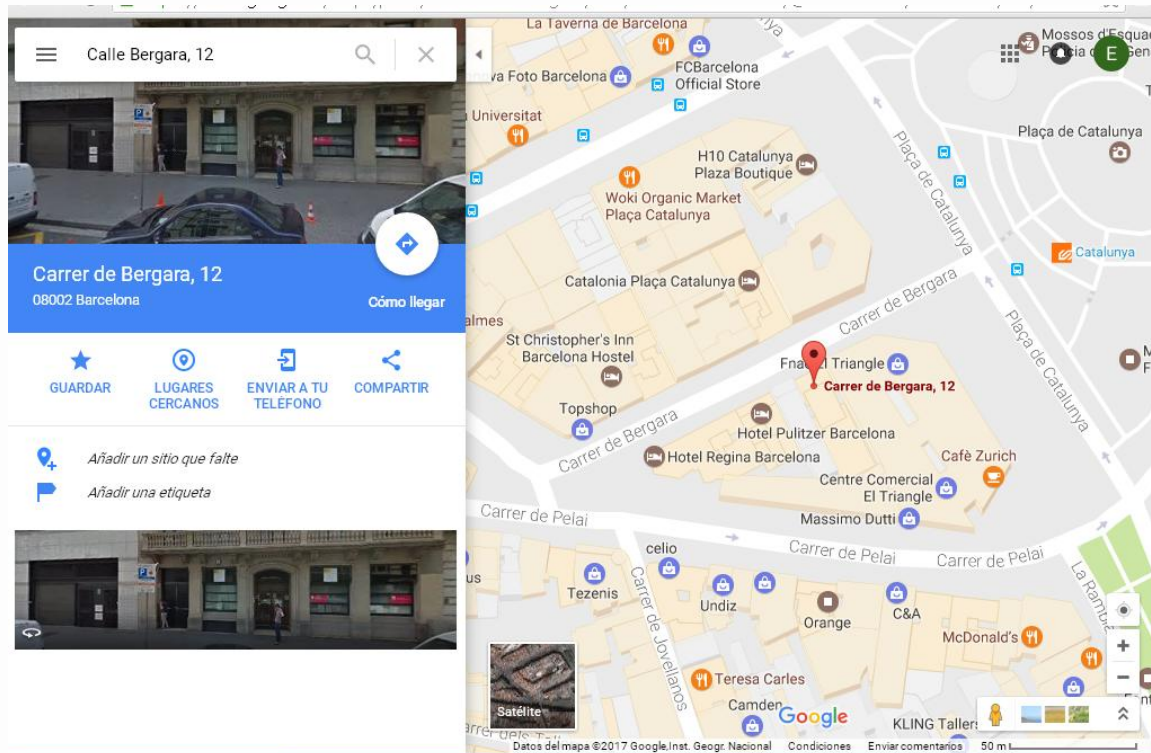 Calle Bergara, 12
Carrer de Bergara, 12
08002 Barcelona
Cómo llegar
GUARDAR
LUGARES
CERCANOS
ENVIAR A TU
TELÉFONO
COMPARTIR
Añadir un sitio que falte
Añadir una etiqueta
La Taverna de Barcelona
Foto Barcelona
FCBarcelona
Official Store
Universitat
H10 Catalunya
Plaza Boutique
Woki Organic Market
Plaça Catalunya
Mossos d'Esquad
E
Plaça de Catalunya
Plaça de Catalunya
Catalunya
Plaça de Catalunya
Catalonia Plaça Catalunya
Carrer de Bergara
almes
St Christopher's Inn
Barcelona Hostel
Fnac El Triangle
Carrer de Bergara, 12
Topshop
Hotel Pulitzer Barcelona
Carrer de Bergara
Hotel Regina Barcelona
Cafè Zurich
Centre Comercial
El Triangle
Massimo Dutti
Carrer de Pelai
Carrer de Pelai
Carrer de Pelai
celio
Tezenis
Undiz
Orange
C&A
Carrer de Jovellanos
La Rambla
McDonald's
Teresa Carles
Camden
KLING
Satélite
Google
Datos del mapa ©2017 Google, Inst. Geogr. Nacional
Condiciones
Enviar comentarios
50 m